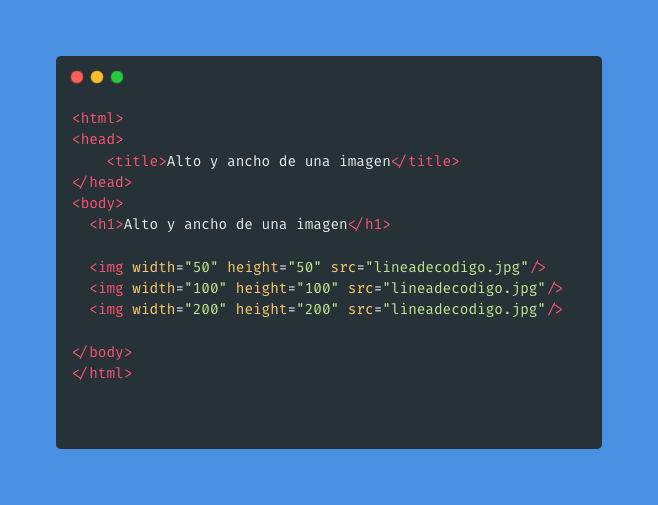 <html>
<head>
<title>Alto y ancho de una imagen</title>
</head>
<body>
<h1>Alto y ancho de una imagen</h1>
<img width="50" height="50" src="lineadecodigo.jpg"/>
<img width="100" height="100" src="lineadecodigo.jpg"/>
<img width="200" height="200" src="lineadecodigo.jpg"/>
</body>
</html>